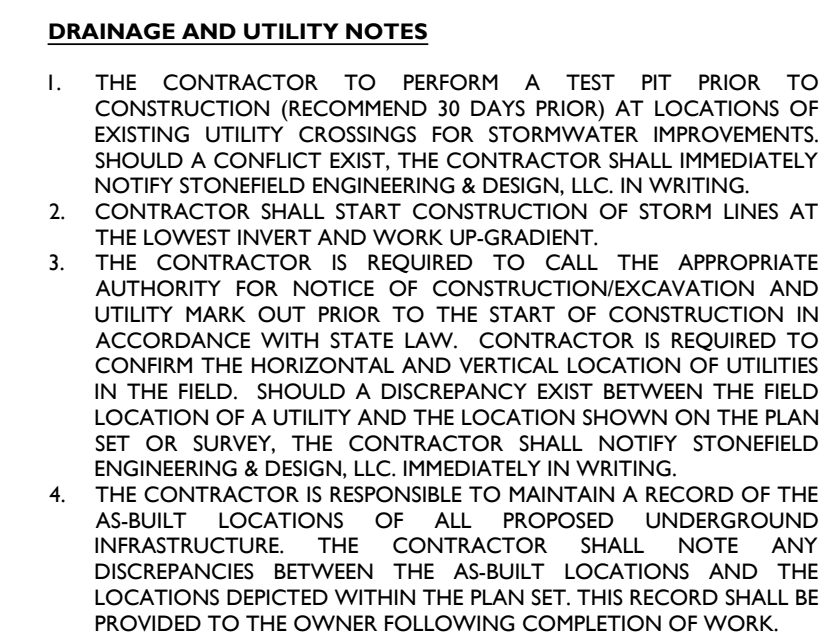 DRAINAGE AND UTILITY NOTES
1. THE CONTRACTOR TO PERFORM A TEST PIT PRIOR TO
CONSTRUCTION (RECOMMEND 30 DAYS PRIOR) AT LOCATIONS OF
EXISTING UTILITY CROSSINGS FOR STORMWATER IMPROVEMENTS.
SHOULD A CONFLICT EXIST, THE CONTRACTOR SHALL IMMEDIATELY
NOTIFY STONEFIELD ENGINEERING & DESIGN, LLC. IN WRITING.
2. CONTRACTOR SHALL START CONSTRUCTION OF STORM LINES AT
THE LOWEST INVERT AND WORK UP-GRADIENT.
3. THE CONTRACTOR IS REQUIRED TO CALL THE APPROPRIATE
AUTHORITY FOR NOTICE OF CONSTRUCTION/EXCAVATION AND
UTILITY MARK OUT PRIOR TO THE START OF CONSTRUCTION IN
ACCORDANCE WITH STATE LAW. CONTRACTOR IS REQUIRED TO
CONFIRM THE HORIZONTAL AND VERTICAL LOCATION OF UTILITIES
IN THE FIELD. SHOULD A DISCREPANCY EXIST BETWEEN THE FIELD
LOCATION OF A UTILITY AND THE LOCATION SHOWN ON THE PLAN
SET OR SURVEY, THE CONTRACTOR SHALL NOTIFY STONEFIELD
ENGINEERING & DESIGN, LLC. IMMEDIATELY IN WRITING.
4. THE CONTRACTOR IS RESPONSIBLE TO MAINTAIN A RECORD OF THE
AS-BUILT LOCATIONS OF ALL PROPOSED UNDERGROUND
INFRASTRUCTURE. THE CONTRACTOR SHALL NOTE ANY
DISCREPANCIES BETWEEN THE AS-BUILT LOCATIONS AND THE
LOCATIONS DEPICTED WITHIN THE PLAN SET. THIS RECORD SHALL BE
PROVIDED TO THE OWNER FOLLOWING COMPLETION OF WORK.